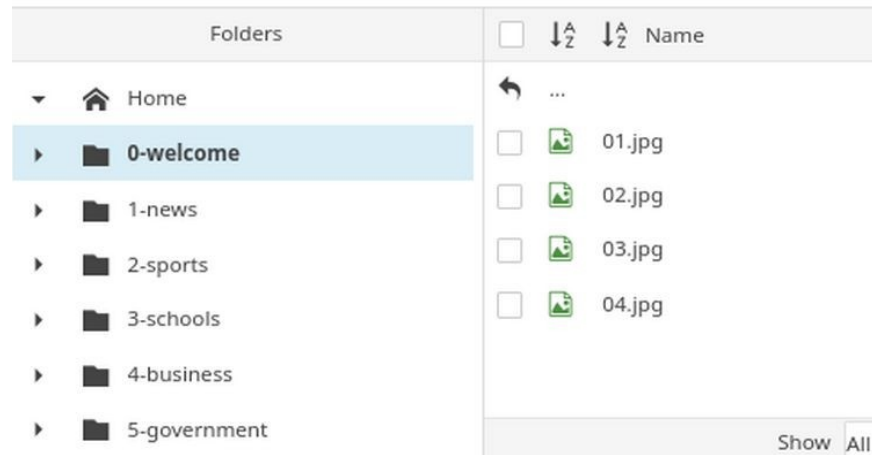 Folders
Home
0-welcome
1-news
2-sports
3-schools
4-business
5-government
A
Z
A
Z
Name
...
01.jpg
02.jpg
03.jpg
04.jpg
Show All